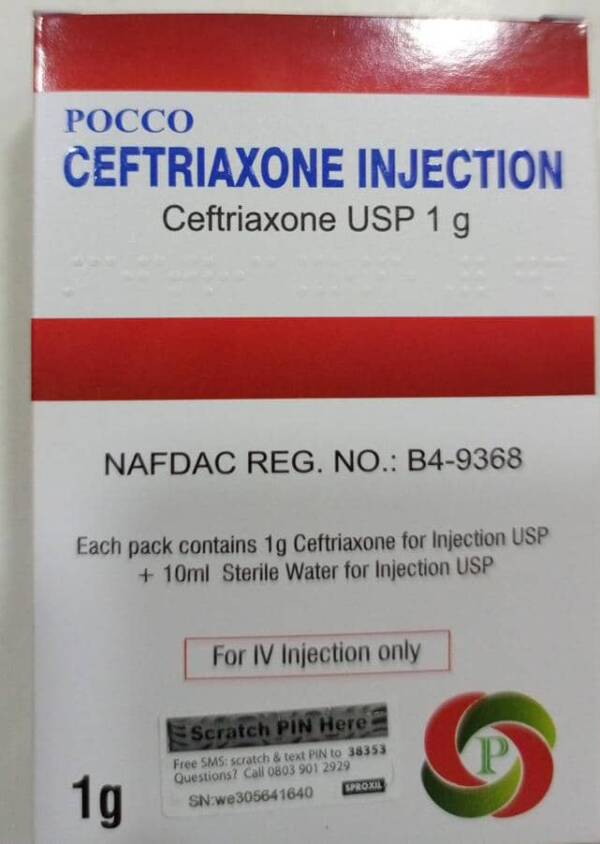 POCCO
CEFTRIAXONE INJECTION
Ceftriaxone USP 1 g
NAFDAC REG. NO.: B4-9368
Each pack contains 1g Ceftriaxone for Injection USP
+ 10ml Sterile Water for Injection USP
For IV Injection only
Scratch PIN Here
Free SMS: scratch & text PIN to 38353
Questions? Call 0803 901 2929
SN:we305641640 SPROXIL
1g
P